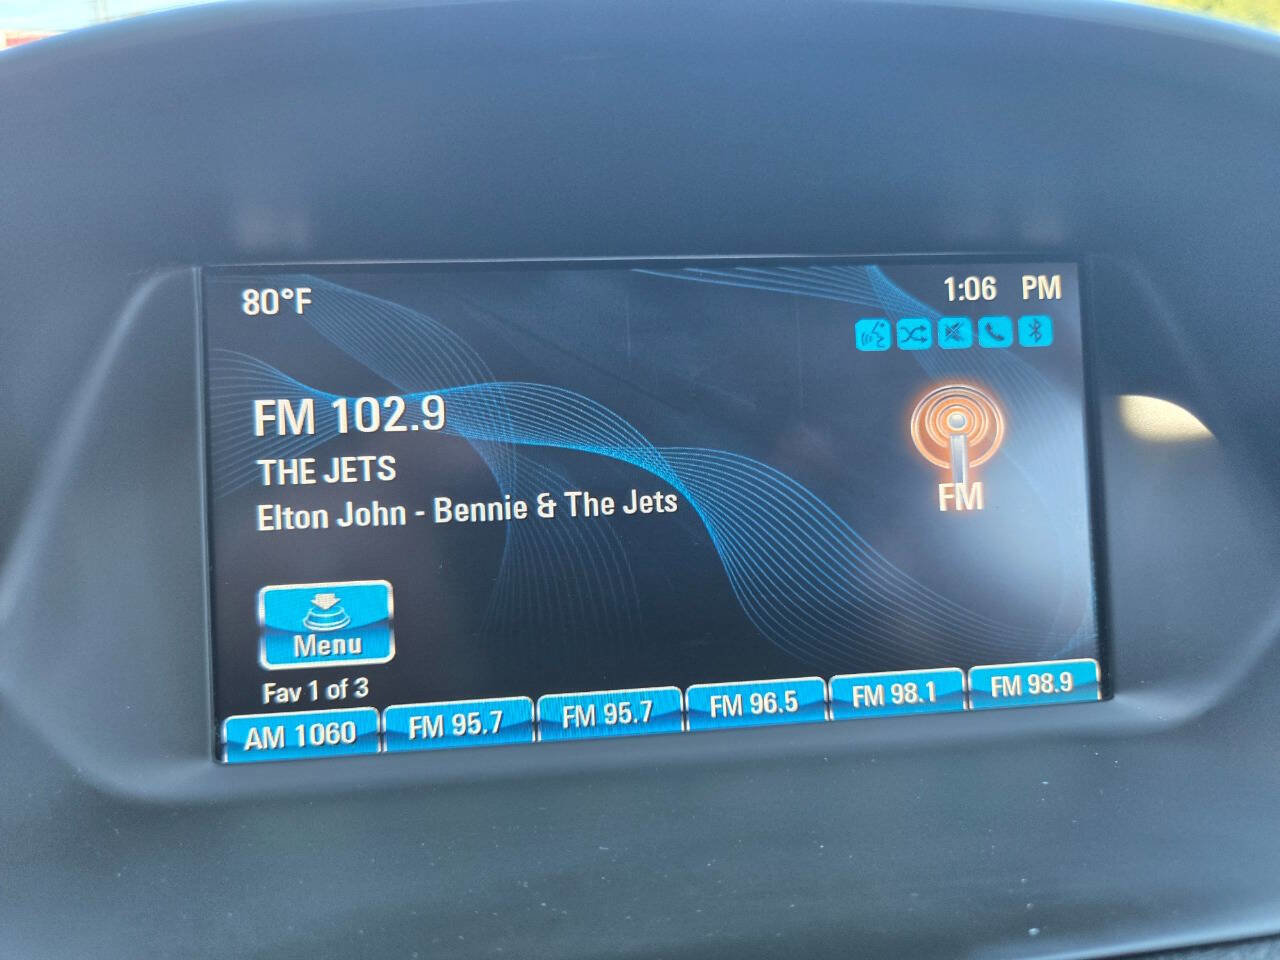 80°F
1:06 PM
FM 102.9
THE JETS
Elton John - Bennie & The Jets
FM
Menu
Fav 1 of 3
AM 1060
FM 95.7
FM 95.7
FM 96.5
FM 98.1
FM 98.9